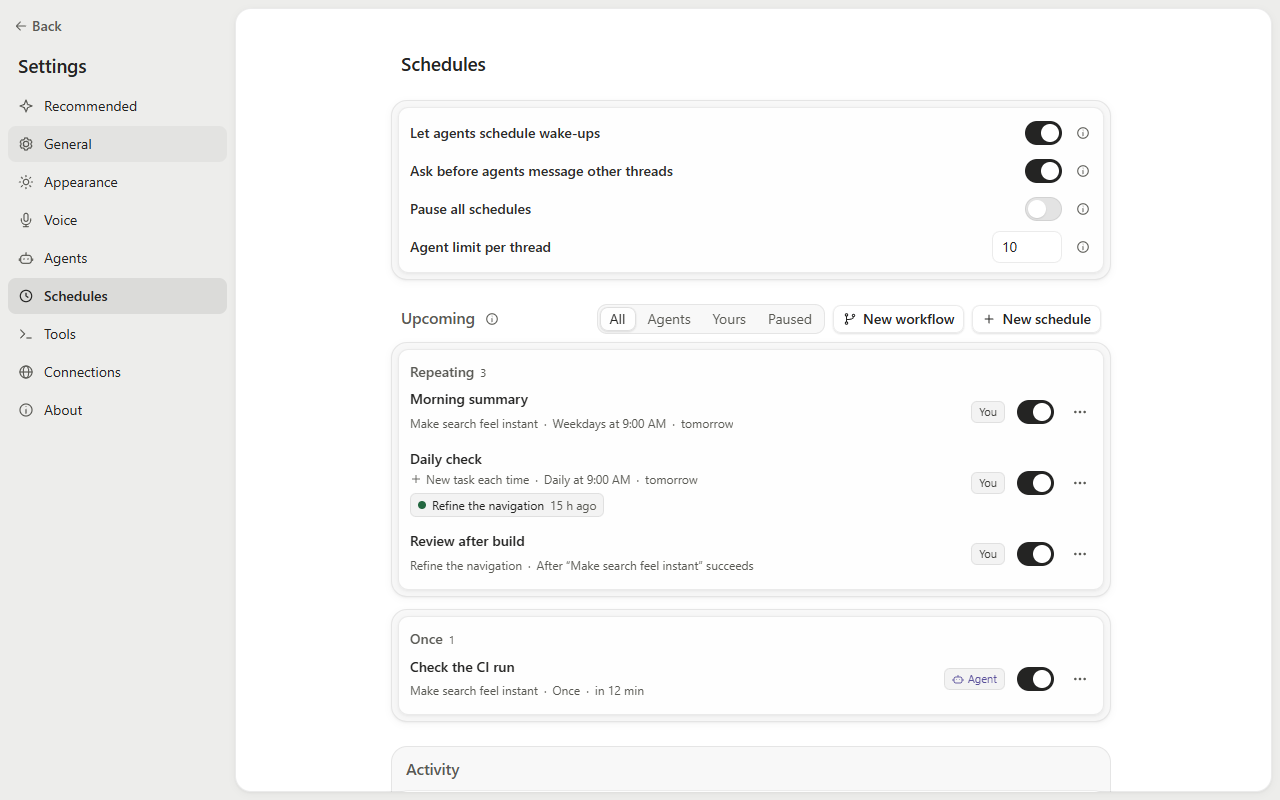 Back
Settings
Recommended
General
Appearance
Voice
Agents
Schedules
Tools
Connections
About
Schedules
Let agents schedule wake-ups
Ask before agents message other threads
Pause all schedules
Agent limit per thread 10
Upcoming All Agents Yours Paused New workflow New schedule
Repeating 3
Morning summary
Make search feel instant · Weekdays at 9:00 AM · tomorrow
You
Daily check
New task each time · Daily at 9:00 AM · tomorrow
Refine the navigation 15 h ago
You
Review after build
Refine the navigation · After “Make search feel instant” succeeds
You
Once 1
Check the CI run
Make search feel instant · Once · in 12 min
Agent
Activity